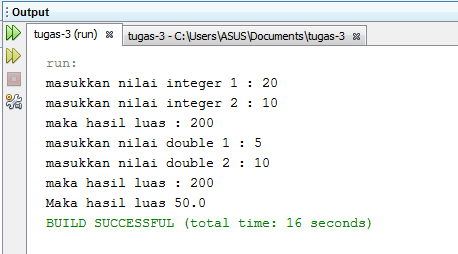 Output
tugas-3 (run)
tugas-3 - C:\Users\ASUS\Documents\tugas-3
run:
masukkan nilai integer 1 : 20
masukkan nilai integer 2 : 10
maka hasil luas : 200
masukkan nilai double 1 : 5
masukkan nilai double 2 : 10
maka hasil luas : 200
Maka hasil luas 50.0
BUILD SUCCESSFUL (total time: 16 seconds)